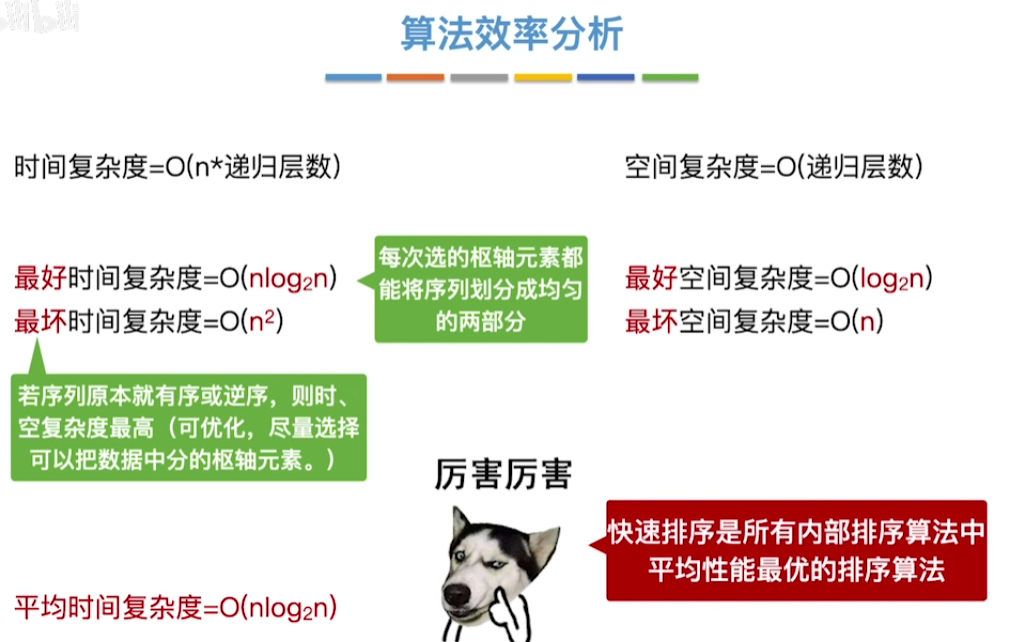 算法效率分析
时间复杂度=O(n*递归层数)
空间复杂度=O(递归层数)
每次选的枢轴元素都
能将序列划分成均匀
的两部分
最好时间复杂度=O(nlog₂n)
最坏时间复杂度=O(n²)
最好空间复杂度=O(log₂n)
最坏空间复杂度=O(n)
若序列原本就有序或逆序，则时、
空复杂度最高（可优化，尽量选择
可以把数据中分的枢轴元素。）
厉害厉害
快速排序是所有内部排序算法中
平均性能最优的排序算法
平均时间复杂度=O(nlog₂n)